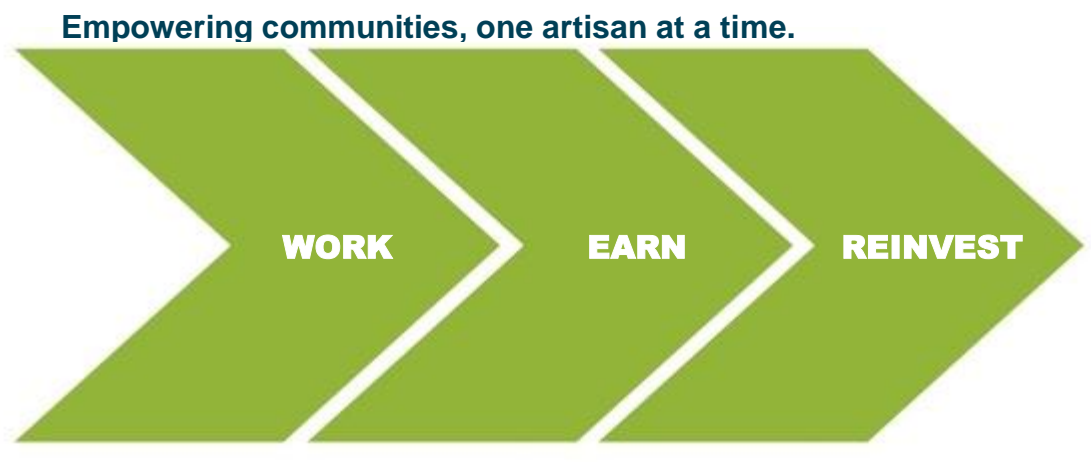 Empowering communities, one artisan at a time.
WORK EARN REINVEST